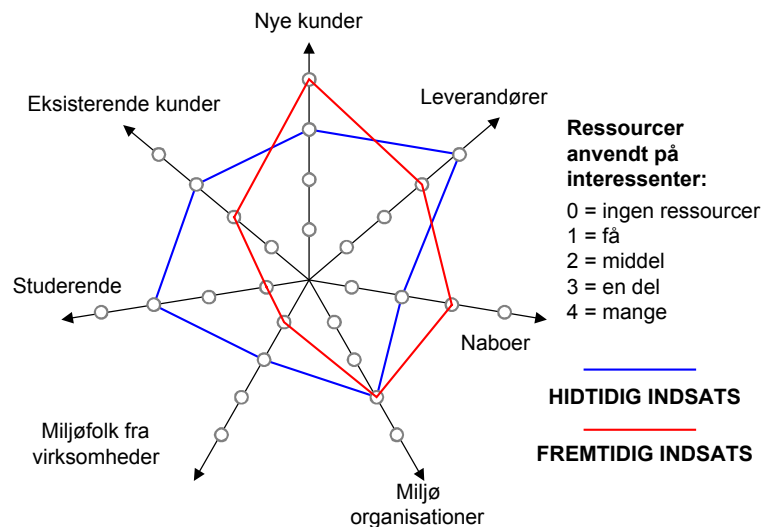 Nye kunder
Eksisterende kunder
Leverandører
Studerende
Naboer
Miljøfolk fra
virksomheder
Miljø
organisationer
Ressourcer
anvendt på
interessenter:
0 = ingen ressourcer
1 = få
2 = middel
3 = en del
4 = mange
HIDTIDIG INDSATS
FREMTIDIG INDSATS